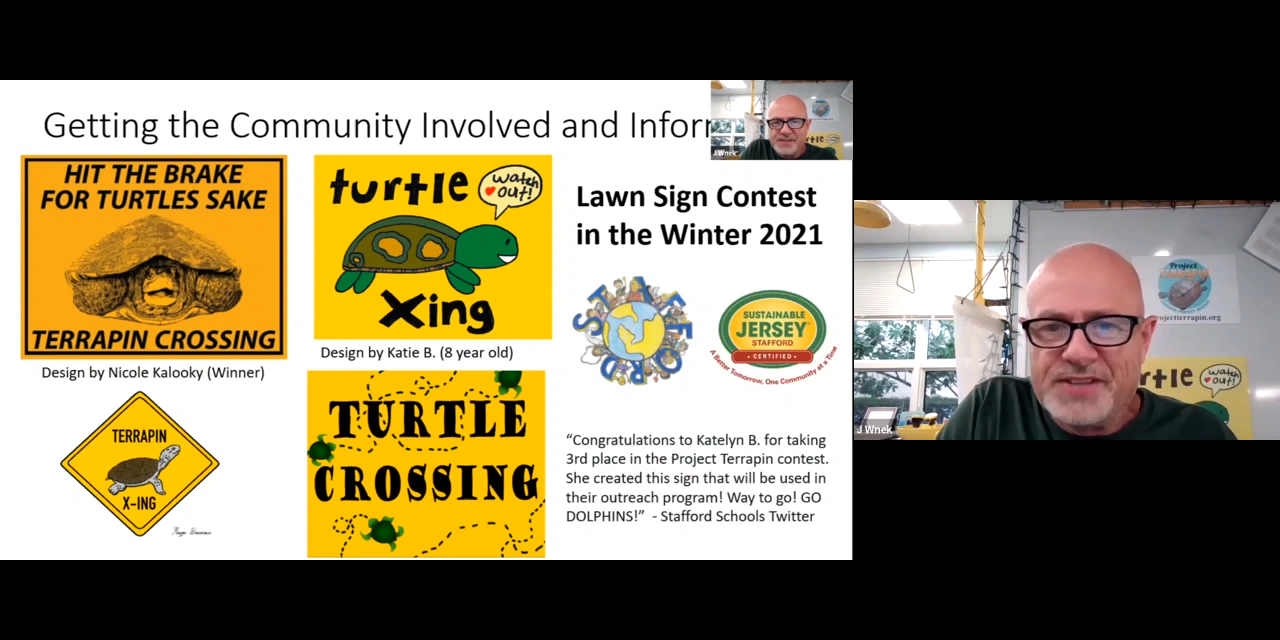 Getting the Community Involved and Infor
J Wnek
HIT THE BRAKE
FOR TURTLES SAKE
TERRAPIN CROSSING
Design by Nicole Kalooky (Winner)
turtle
watch
out!
Xing
Design by Katie B. (8 year old)
Lawn Sign Contest
in the Winter 2021
STAFFORD
SUSTAINABLE
JERSEY
STAFFORD
• CERTIFIED •
A Better Tomorrow, One Community at a Time
TERRAPIN
X-ING
TURTLE
CROSSING
“Congratulations to Katelyn B. for taking
3rd place in the Project Terrapin contest.
She created this sign that will be used in
their outreach program! Way to go! GO
DOLPHINS!” - Stafford Schools Twitter
Project
rojectterrapin.org
rtle
watch
out!
J Wnek